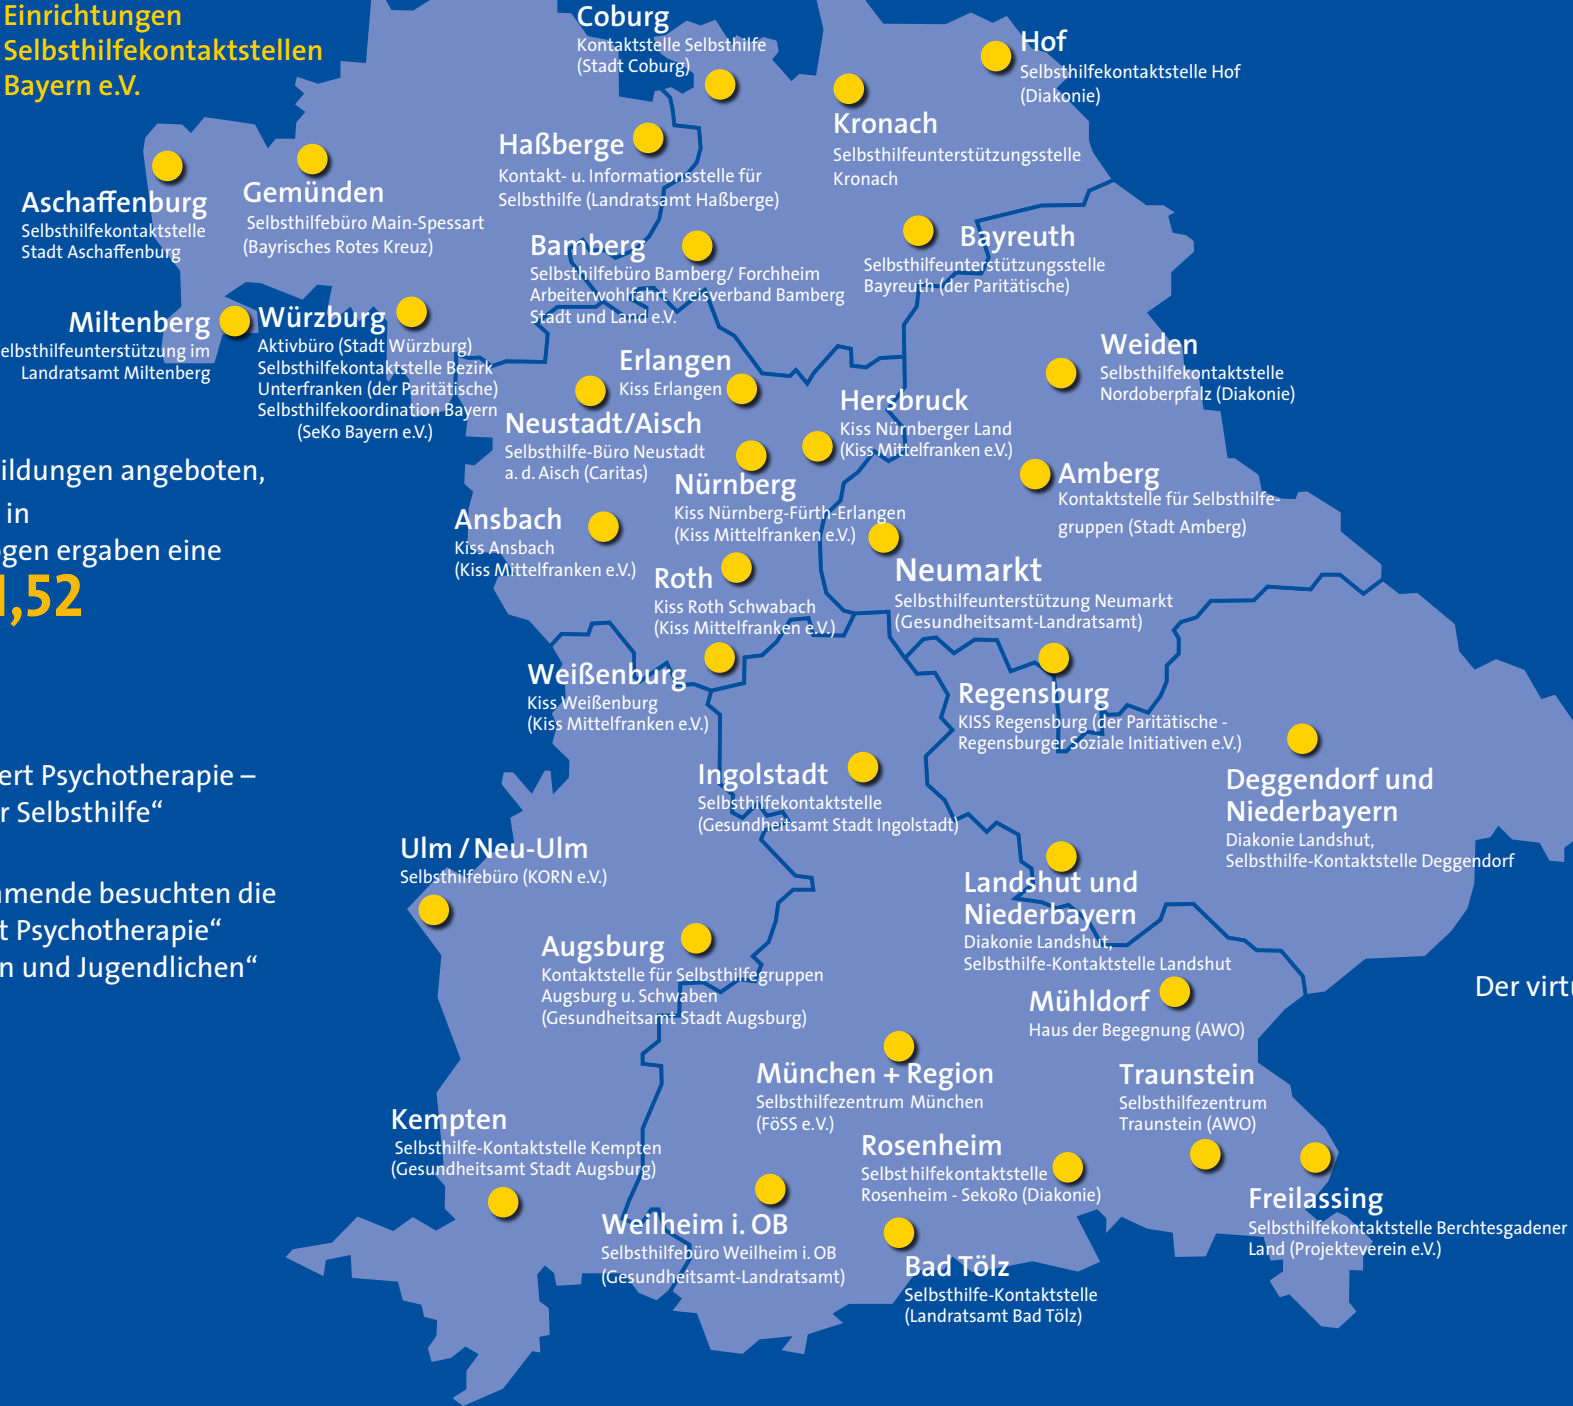 Einrichtungen
Selbsthilfekontaktstellen
Bayern e.V.
Coburg
Kontaktstelle Selbsthilfe
(Stadt Coburg)
Hof
Selbsthilfekontaktstelle Hof
(Diakonie)
Kronach
Selbsthilfeunterstützungsstelle
Kronach
Haßberge
Kontakt- u. Informationsstelle für
Selbsthilfe (Landratsamt Haßberge)
Aschaffenburg
Selbsthilfekontaktstelle
Stadt Aschaffenburg
Gemünden
Selbsthilfebüro Main-Spessart
(Bayrisches Rotes Kreuz)
Bamberg
Selbsthilfebüro Bamberg/ Forchheim
Arbeiterwohlfahrt Kreisverband Bamberg
Stadt und Land e.V.
Bayreuth
Selbsthilfeunterstützungsstelle
Bayreuth (der Paritätische)
Miltenberg
elbsthilfeunterstützung im
Landratsamt Miltenberg
Würzburg
Aktivbüro (Stadt Würzburg)
Selbsthilfekontaktstelle Bezirk
Unterfranken (der Paritätische)
Selbsthilfekoordination Bayern
(SeKo Bayern e.V.)
Erlangen
Kiss Erlangen
Weiden
Selbsthilfekontaktstelle
Nordoberpfalz (Diakonie)
Neustadt/Aisch
Selbsthilfe-Büro Neustadt
a. d. Aisch (Caritas)
Hersbruck
Kiss Nürnberger Land
(Kiss Mittelfranken e.V.)
Nürnberg
Kiss Nürnberg-Fürth-Erlangen
(Kiss Mittelfranken e.V.)
Amberg
Kontaktstelle für Selbsthilfe-
gruppen (Stadt Amberg)
ildungen angeboten,
in
gen ergaben eine
1,52
Ansbach
Kiss Ansbach
(Kiss Mittelfranken e.V.)
Roth
Kiss Roth Schwabach
(Kiss Mittelfranken e.V.)
Neumarkt
Selbsthilfeunterstützung Neumarkt
(Gesundheitsamt-Landratsamt)
Weißenburg
Kiss Weißenburg
(Kiss Mittelfranken e.V.)
Regensburg
KISS Regensburg (der Paritätische -
Regensburger Soziale Initiativen e.V.)
Ingolstadt
Selbsthilfekontaktstelle
(Gesundheitsamt Stadt Ingolstadt)
Deggendorf und
Niederbayern
Diakonie Landshut,
Selbsthilfe-Kontaktstelle Deggendorf
ert Psychotherapie –
r Selbsthilfe“
mende besuchten die
t Psychotherapie“
n und Jugendlichen“
Ulm / Neu-Ulm
Selbsthilfebüro (KORN e.V.)
Landshut und
Niederbayern
Diakonie Landshut,
Selbsthilfe-Kontaktstelle Landshut
Augsburg
Kontaktstelle für Selbsthilfegruppen
Augsburg u. Schwaben
(Gesundheitsamt Stadt Augsburg)
Der virtu
Mühldorf
Haus der Begegnung (AWO)
München + Region
Selbsthilfezentrum München
(FöSS e.V.)
Traunstein
Selbsthilfezentrum
Traunstein (AWO)
Kempten
Selbsthilfe-Kontaktstelle Kempten
(Gesundheitsamt Stadt Augsburg)
Rosenheim
Selbsthilfekontaktstelle
Rosenheim - SekoRo (Diakonie)
Freilassing
Selbsthilfekontaktstelle Berchtesgadener
Land (Projekteverein e.V.)
Weilheim i. OB
Selbsthilfebüro Weilheim i. OB
(Gesundheitsamt-Landratsamt)
Bad Tölz
Selbsthilfe-Kontaktstelle
(Landratsamt Bad Tölz)